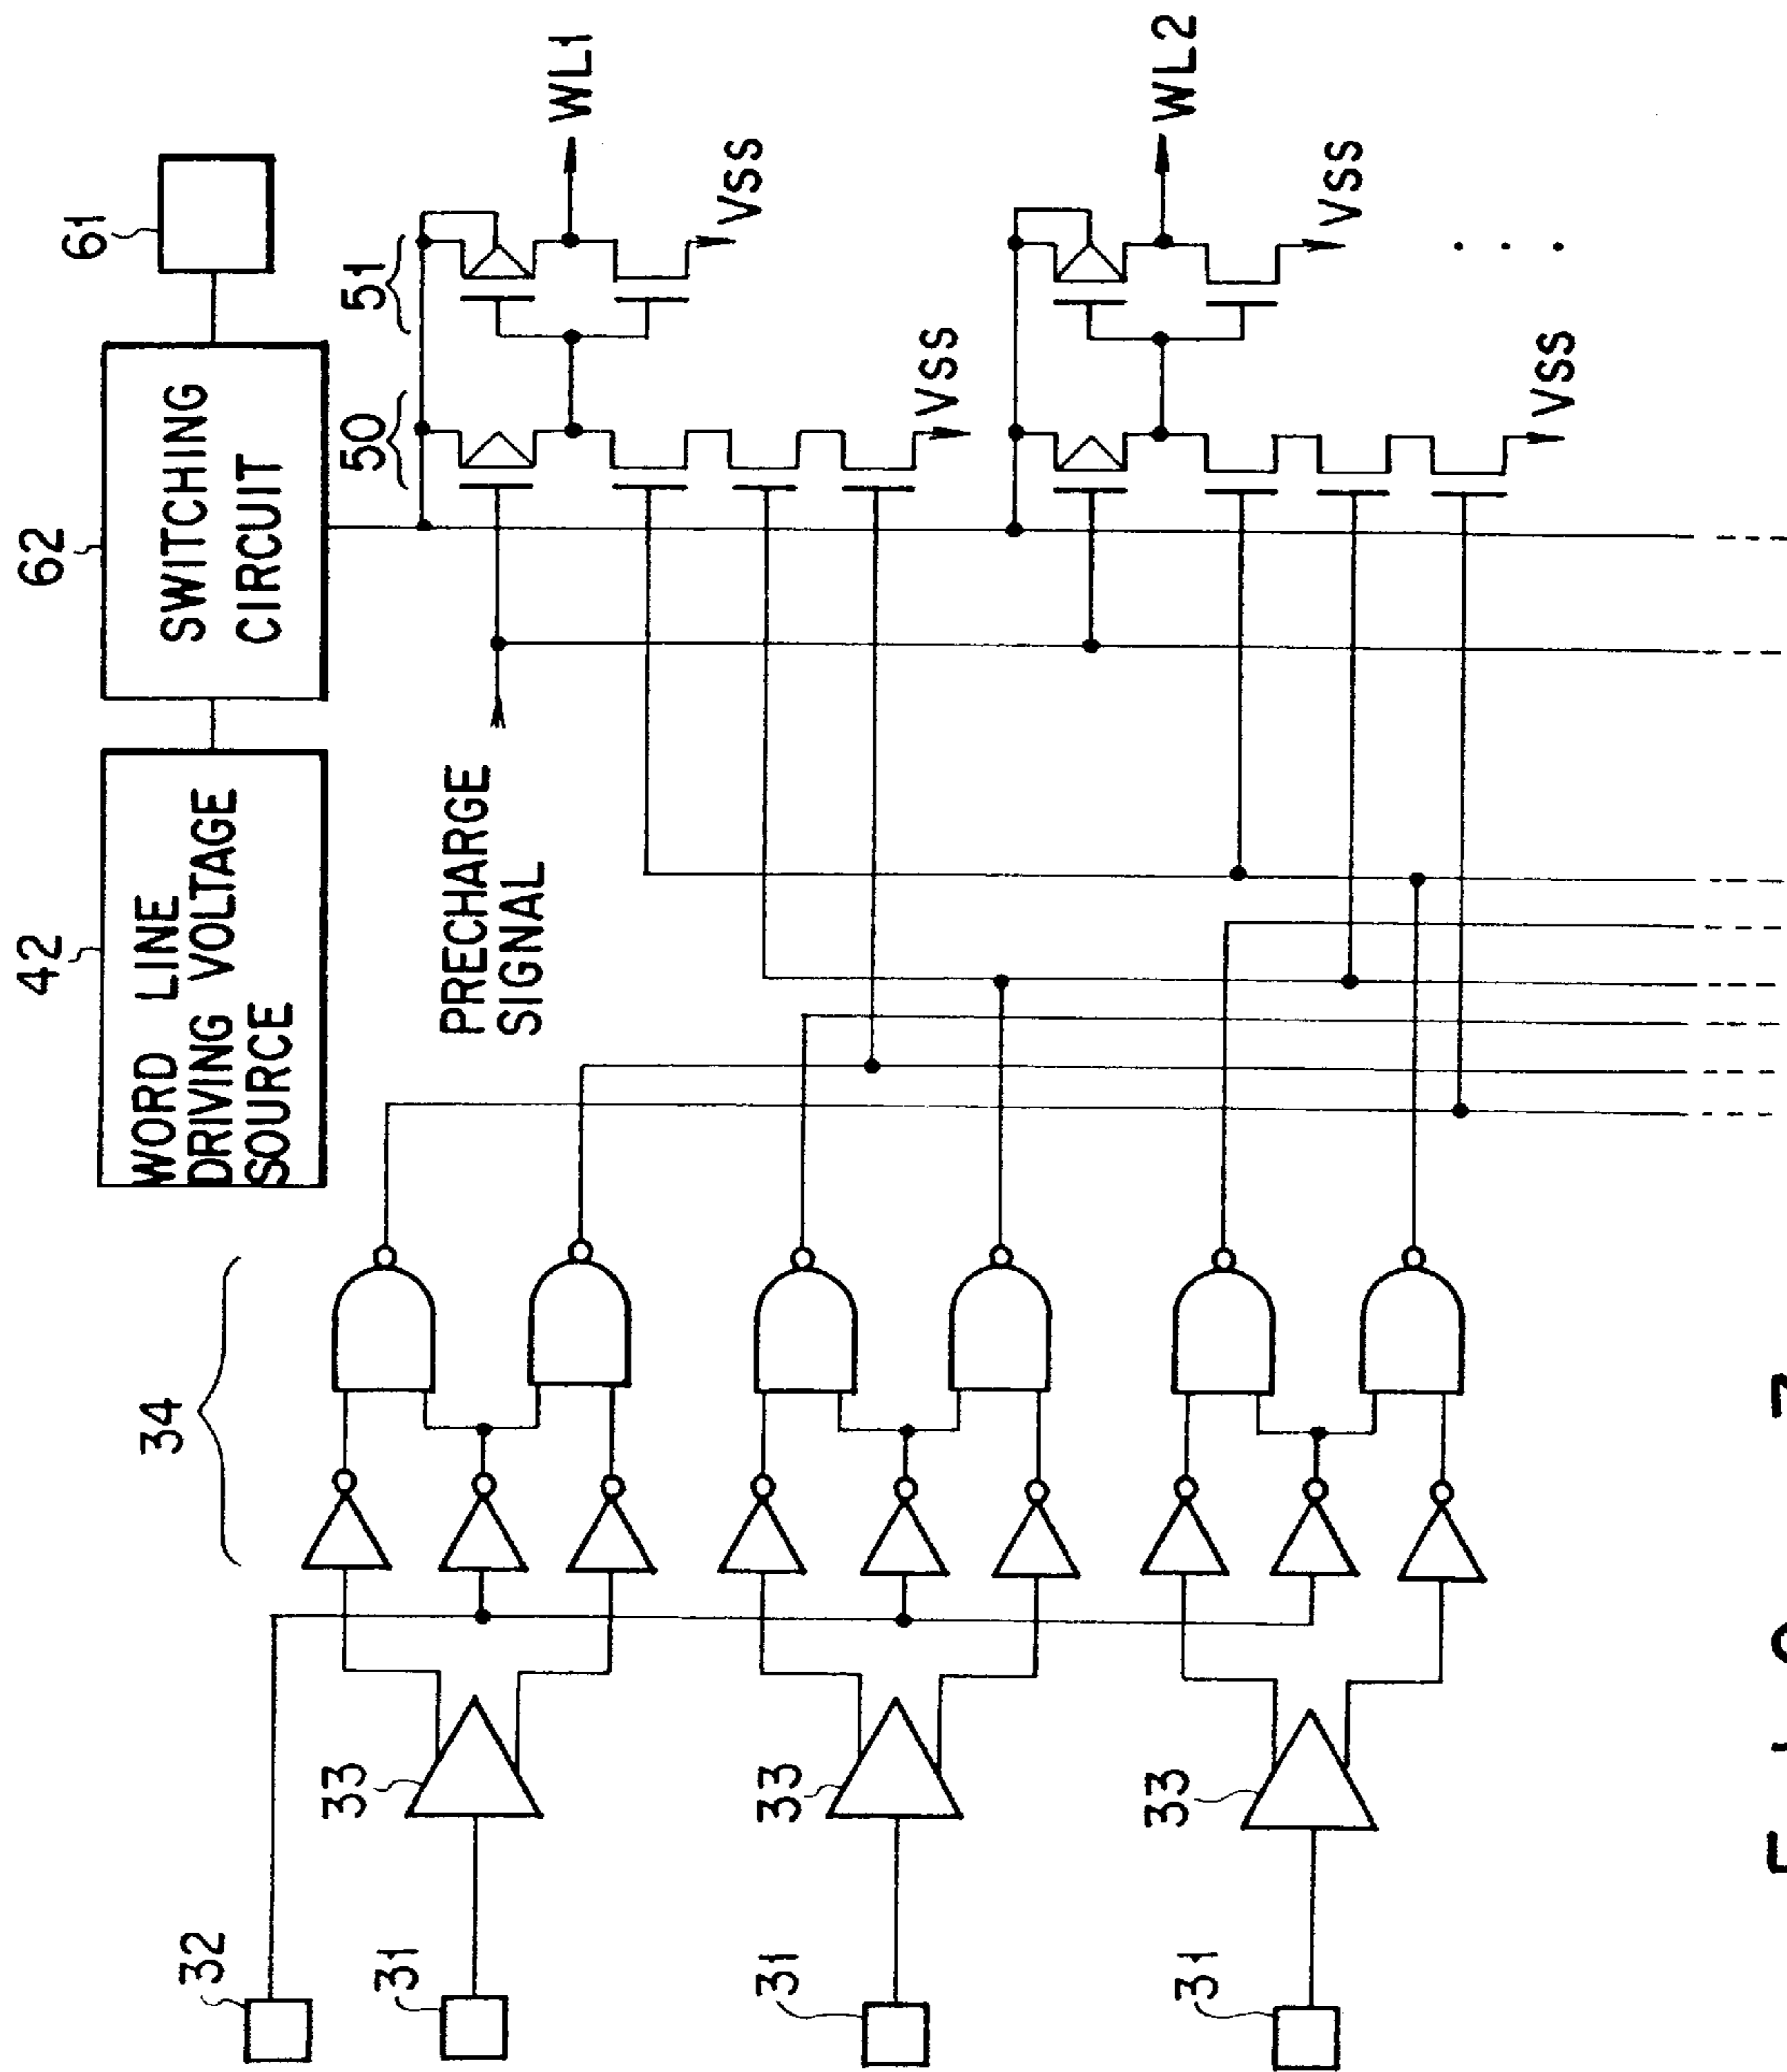 42
62
61
WORD LINE
DRIVING VOLTAGE
SOURCE
SWITCHING
CIRCUIT
34
32
31
33
50
51
PRECHARGE
SIGNAL
WL1
VSS
VSS
31
33
WL2
31
33
VSS
VSS